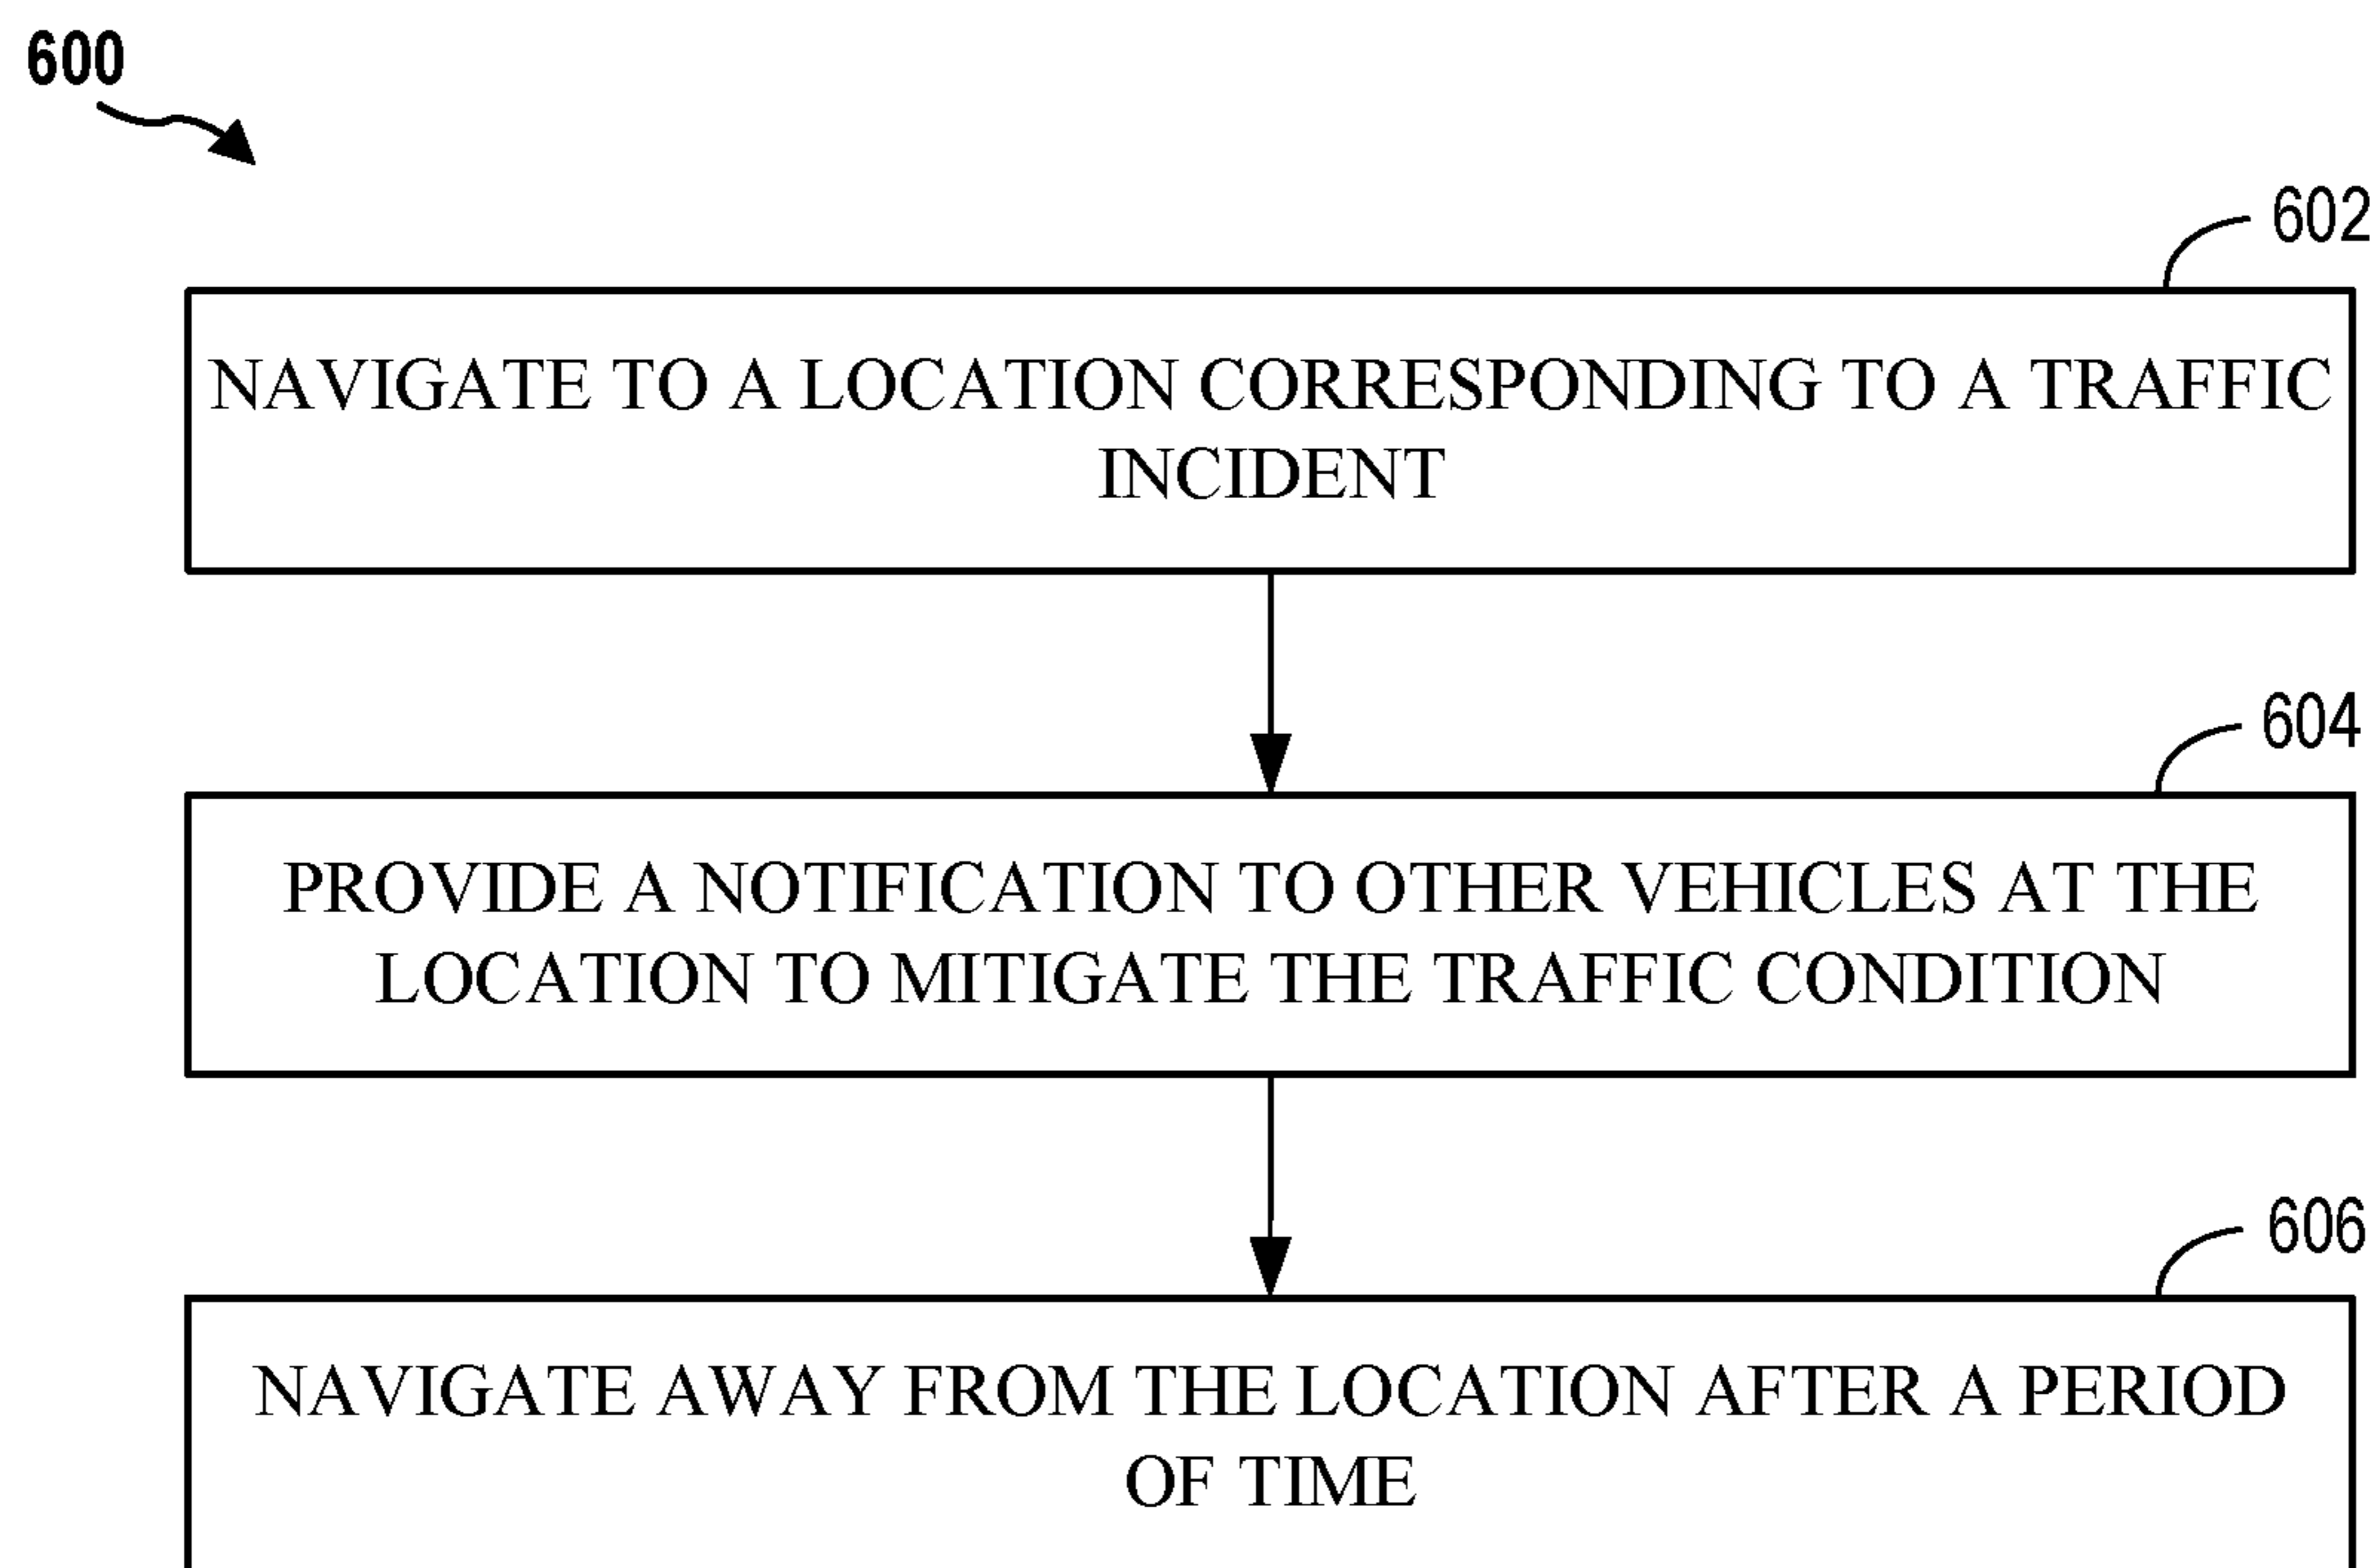 600
602
NAVIGATE TO A LOCATION CORRESPONDING TO A TRAFFIC
INCIDENT
604
PROVIDE A NOTIFICATION TO OTHER VEHICLES AT THE
LOCATION TO MITIGATE THE TRAFFIC CONDITION
606
NAVIGATE AWAY FROM THE LOCATION AFTER A PERIOD
OF TIME